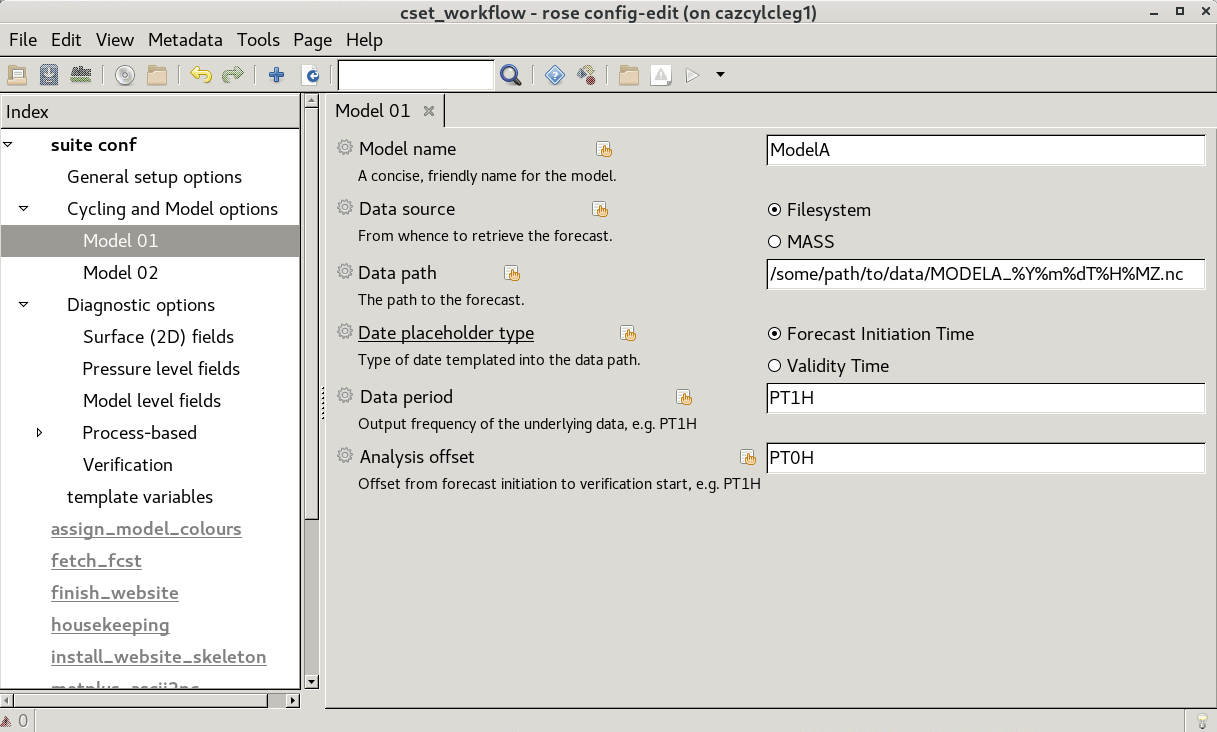 cset_workflow - rose config-edit (on cazcylcleg1)
File Edit View Metadata Tools Page Help
Index
suite conf
General setup options
Cycling and Model options
Model 01
Model 02
Diagnostic options
Surface (2D) fields
Pressure level fields
Model level fields
Process-based
Verification
template variables
assign_model_colours
fetch_fcst
finish_website
housekeeping
install_website_skeleton
0
Model 01
Model name
ModelA
A concise, friendly name for the model.
Data source
Filesystem
From whence to retrieve the forecast.
MASS
Data path
/some/path/to/data/MODELA_%Y%m%dT%H%MZ.nc
The path to the forecast.
Date placeholder type
Forecast Initiation Time
Type of date templated into the data path.
Validity Time
Data period
PT1H
Output frequency of the underlying data, e.g. PT1H
Analysis offset
PT0H
Offset from forecast initiation to verification start, e.g. PT1H